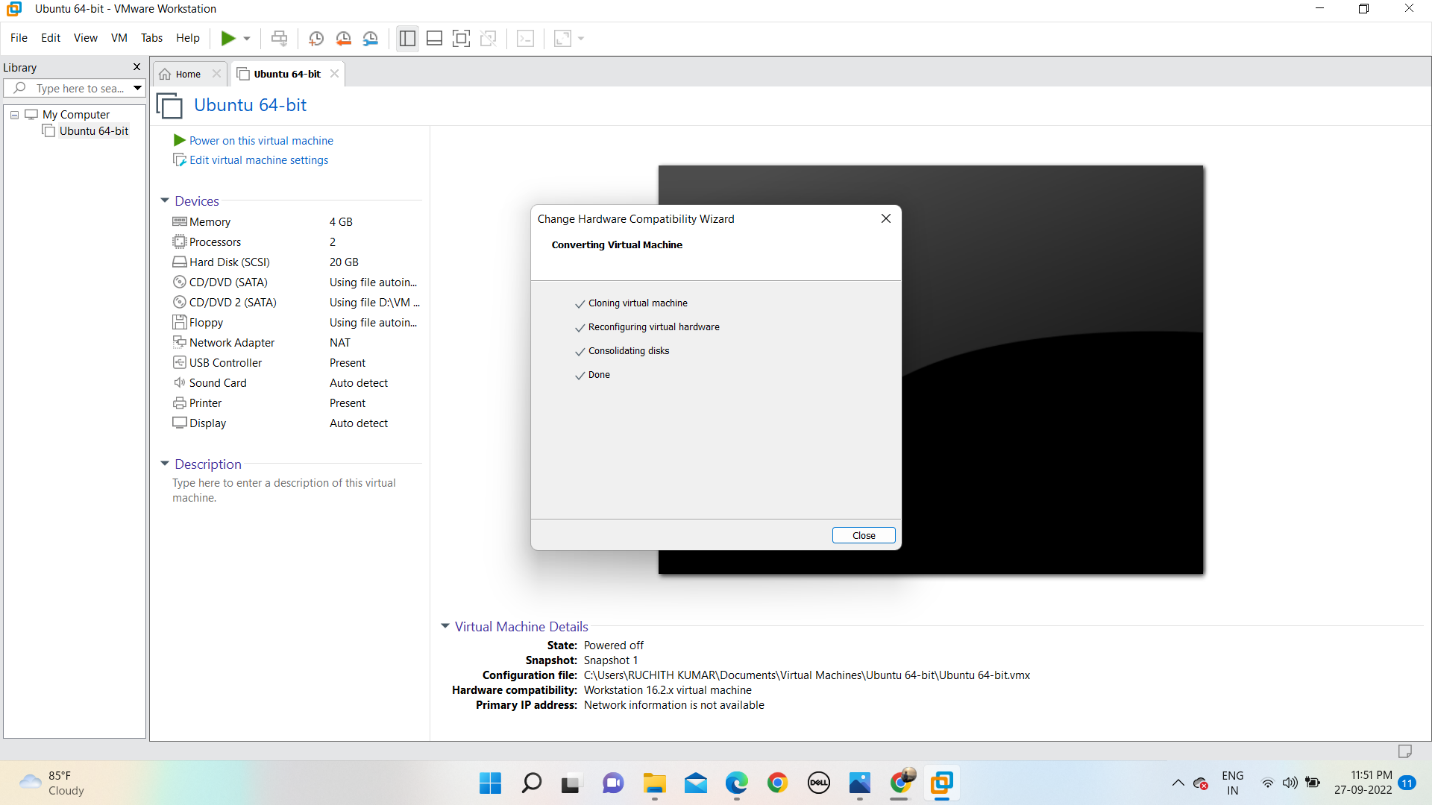 Ubuntu 64-bit - VMware Workstation
File Edit View VM Tabs Help
Library
Type here to sea...
My Computer
Ubuntu 64-bit
Home
Ubuntu 64-bit
Ubuntu 64-bit
Power on this virtual machine
Edit virtual machine settings
Devices
Memory 4 GB
Processors 2
Hard Disk (SCSI) 20 GB
CD/DVD (SATA) Using file autoin...
CD/DVD 2 (SATA) Using file D:\VM ...
Floppy Using file autoin...
Network Adapter NAT
USB Controller Present
Sound Card Auto detect
Printer Present
Display Auto detect
Description
Type here to enter a description of this virtual
machine.
Change Hardware Compatibility Wizard
Converting Virtual Machine
Cloning virtual machine
Reconfiguring virtual hardware
Consolidating disks
Done
Close
Virtual Machine Details
State: Powered off
Snapshot: Snapshot 1
Configuration file: C:\Users\RUCHITH KUMAR\Documents\Virtual Machines\Ubuntu 64-bit\Ubuntu 64-bit.vmx
Hardware compatibility: Workstation 16.2.x virtual machine
Primary IP address: Network information is not available
85°F
Cloudy
DELL
ENG
IN
11:51 PM
27-09-2022
11